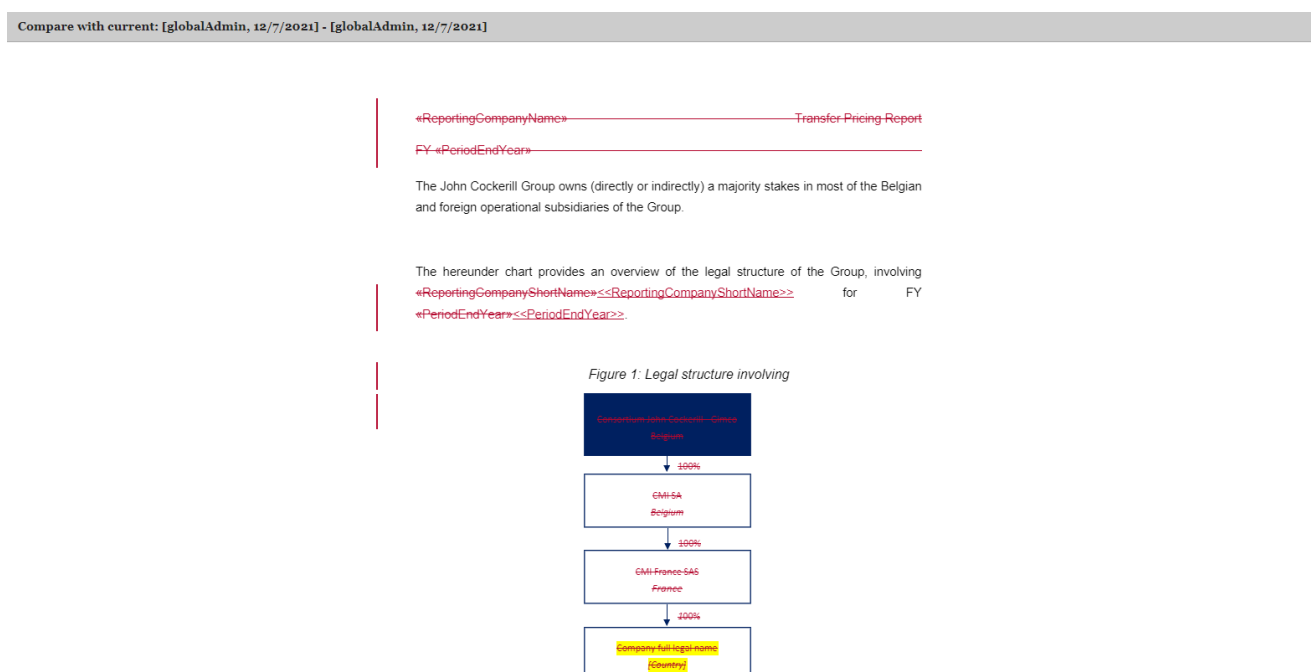 Compare with current: [globalAdmin, 12/7/2021] - [globalAdmin, 12/7/2021]
«ReportingCompanyName» Transfer Pricing Report
FY «PeriodEndYear»
The John Cockerill Group owns (directly or indirectly) a majority stakes in most of the Belgian
and foreign operational subsidiaries of the Group.
The hereunder chart provides an overview of the legal structure of the Group, involving
«ReportingCompanyShortName»<<ReportingCompanyShortName>> for FY
«PeriodEndYear»<<PeriodEndYear>>.
Figure 1: Legal structure involving
Consortium John Cockerill
Belgium
100%
CMI SA
Belgium
100%
CMI France SAS
France
100%
Company full legal name
[Country]